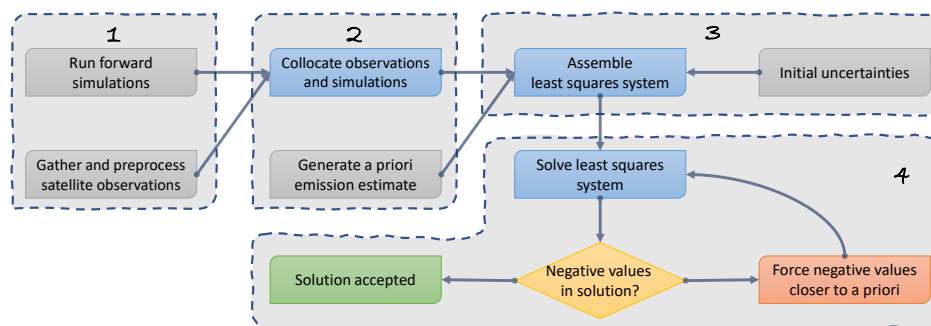 1
Run forward
simulations
Gather and preprocess
satellite observations
2
Collocate observations
and simulations
Generate a priori
emission estimate
3
Assemble
least squares system
Initial uncertainties
4
Solve least squares
system
Negative values
in solution?
Solution accepted
Force negative values
closer to a priori